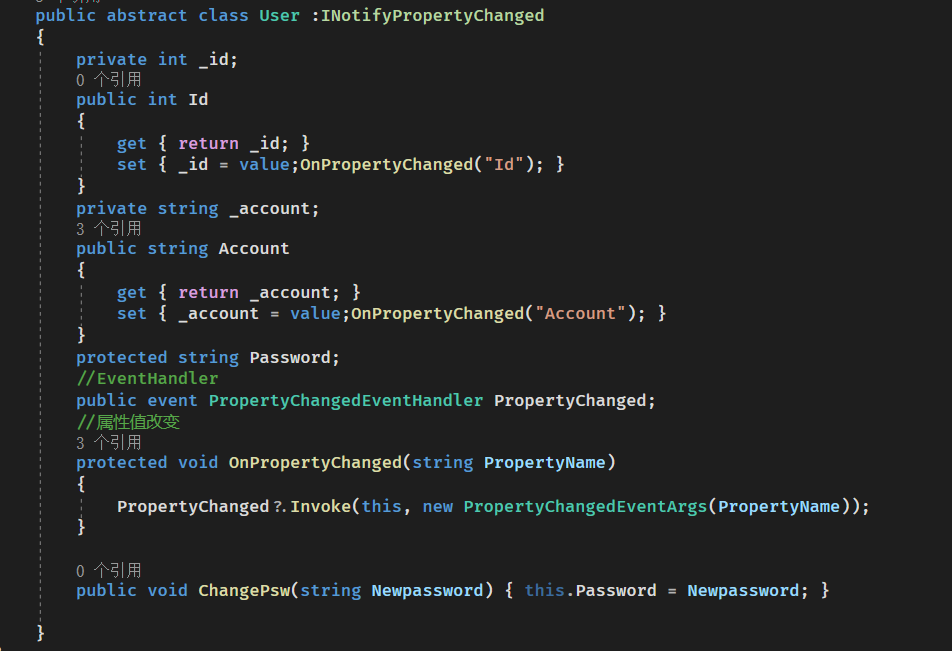 public abstract class User :INotifyPropertyChanged
{
private int _id;
0 个引用
public int Id
{
get { return _id; }
set { _id = value;OnPropertyChanged("Id"); }
}
private string _account;
3 个引用
public string Account
{
get { return _account; }
set { _account = value;OnPropertyChanged("Account"); }
}
protected string Password;
//EventHandler
public event PropertyChangedEventHandler PropertyChanged;
//属性值改变
3 个引用
protected void OnPropertyChanged(string PropertyName)
{
PropertyChanged?.Invoke(this, new PropertyChangedEventArgs(PropertyName));
}
0 个引用
public void ChangePsw(string Newpassword) { this.Password = Newpassword; }
}